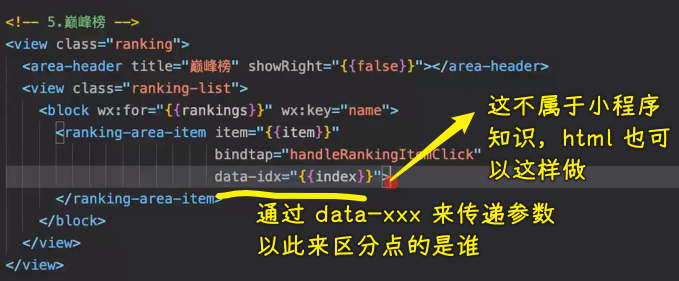 <!-- 5.巅峰榜 -->
<view class="ranking">
<area-header title="巅峰榜" showRight="{{false}}"></area-header>
<view class="ranking-list">
<block wx:for="{{rankings}}" wx:key="name">
<ranking-area-item item="{{item}}"
bindtap="handleRankingItemClick"
data-idx="{{index}}">
</ranking-area-item>
</block>
</view>
</view>
这不属于小程序
知识，html 也可
以这样做
通过 data-xxx 来传递参数
以此来区分点的是谁